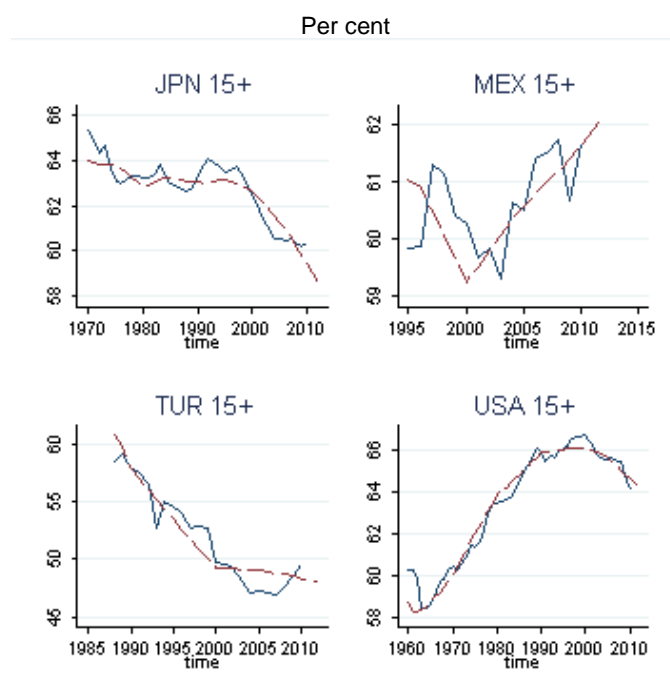 Per cent
JPN 15+
MEX 15+
66
64
62
60
58
1970 1980 1990 2000 2010
time
62
61
60
59
1995 2000 2005 2010 2015
time
TUR 15+
USA 15+
60
55
50
45
1985 1990 1995 2000 2005 2010
time
66
64
62
60
58
1960 1970 1980 1990 2000 2010
time